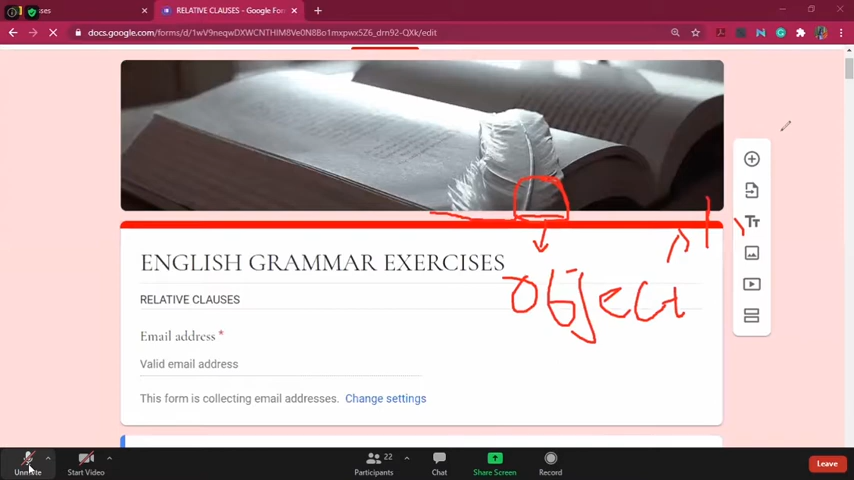 RELATIVE CLAUSES - Google For
docs.google.com/forms/d/1wV9neqwDXWCNTHIM8Ve0N8Bo1mxpwx5Z6_drn92-QXk/edit
ENGLISH GRAMMAR EXERCISES
RELATIVE CLAUSES
object
Email address *
Valid email address
This form is collecting email addresses. Change settings
Unmute
Start Video
22
Participants
Chat
Share Screen
Record
Leave